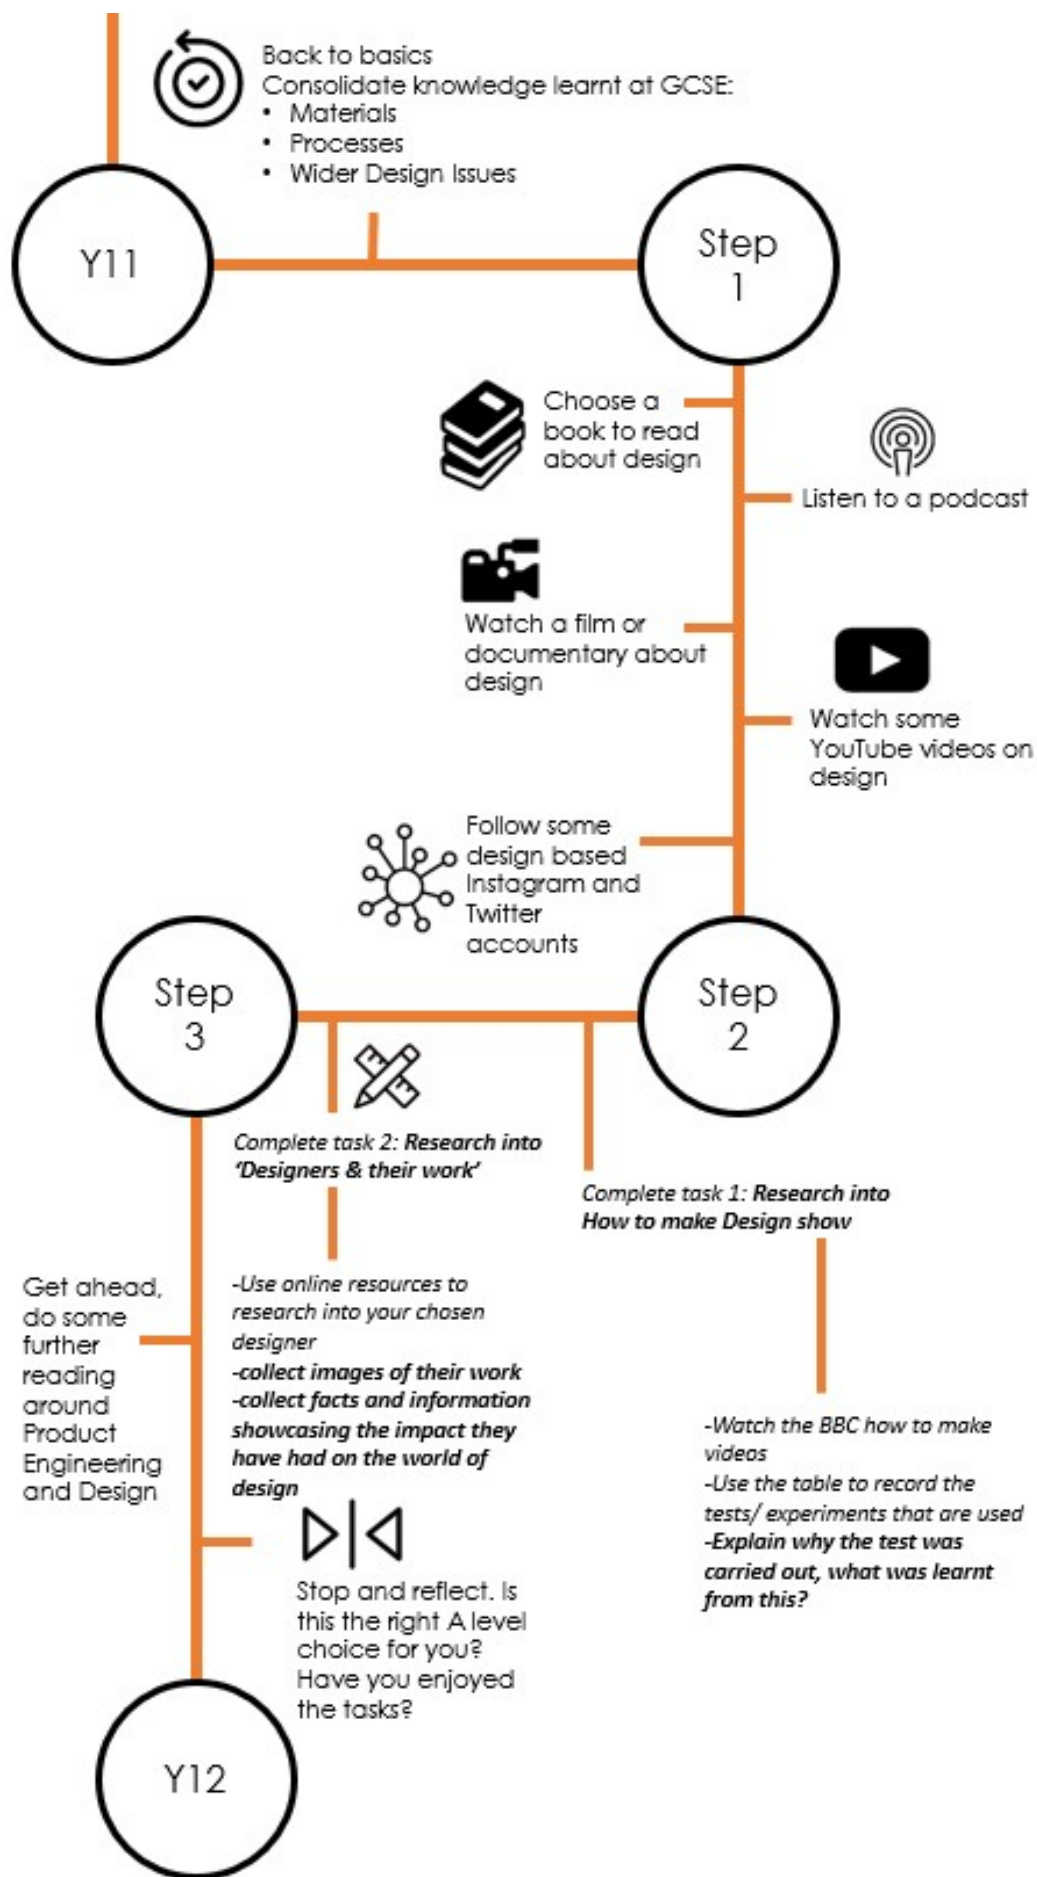 Back to basics
Consolidate knowledge learnt at GCSE:
• Materials
• Processes
• Wider Design Issues
Y11
Step
1
Choose a
book to read
about design
Listen to a podcast
Watch a film or
documentary about
design
Watch some
YouTube videos on
design
Follow some
design based
Instagram and
Twitter
accounts
Step
2
Step
3
Complete task 1: Research into
How to make Design show
-Watch the BBC how to make
videos
-Use the table to record the
tests/ experiments that are used
-Explain why the test was
carried out, what was learnt
from this?
Complete task 2: Research into
‘Designers & their work’
-Use online resources to
research into your chosen
designer
-collect images of their work
-collect facts and information
showcasing the impact they
have had on the world of
design
Get ahead,
do some
further
reading
around
Product
Engineering
and Design
Stop and reflect. Is
this the right A level
choice for you?
Have you enjoyed
the tasks?
Y12